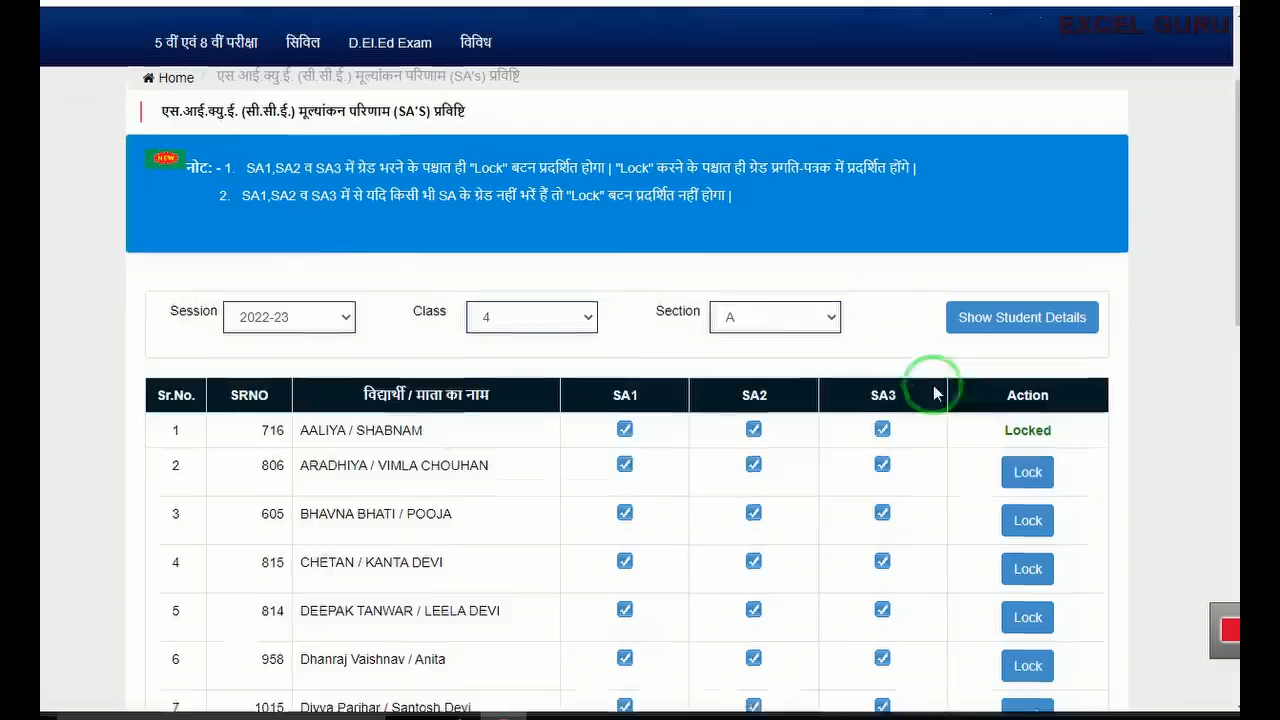 EXCEL GURU
5 वीं एवं 8 वीं परीक्षा सिविल D.El.Ed Exam विविध
Home / एस.आई.क्यु.ई. (सी.सी.ई.) मूल्यांकन परिणाम (SA's) प्रविष्टि
एस.आई.क्यु.ई. (सी.सी.ई.) मूल्यांकन परिणाम (SA'S) प्रविष्टि
NEW नोट: - 1. SA1,SA2 व SA3 में ग्रेड भरने के पश्चात ही "Lock" बटन प्रदर्शित होगा | "Lock" करने के पश्चात ही ग्रेड प्रगति-पत्रक में प्रदर्शित होंगे |
2. SA1,SA2 व SA3 में से यदि किसी भी SA के ग्रेड नहीं भरें हैं तो "Lock" बटन प्रदर्शित नहीं होगा |
Session 2022-23 Class 4 Section A Show Student Details
Sr.No. SRNO विद्यार्थी / माता का नाम SA1 SA2 SA3 Action
1 716 AALIYA / SHABNAM Locked
2 806 ARADHIYA / VIMLA CHOUHAN Lock
3 605 BHAVNA BHATI / POOJA Lock
4 815 CHETAN / KANTA DEVI Lock
5 814 DEEPAK TANWAR / LEELA DEVI Lock
6 958 Dhanraj Vaishnav / Anita Lock
7 1015 Divya Parihar / Santosh Devi